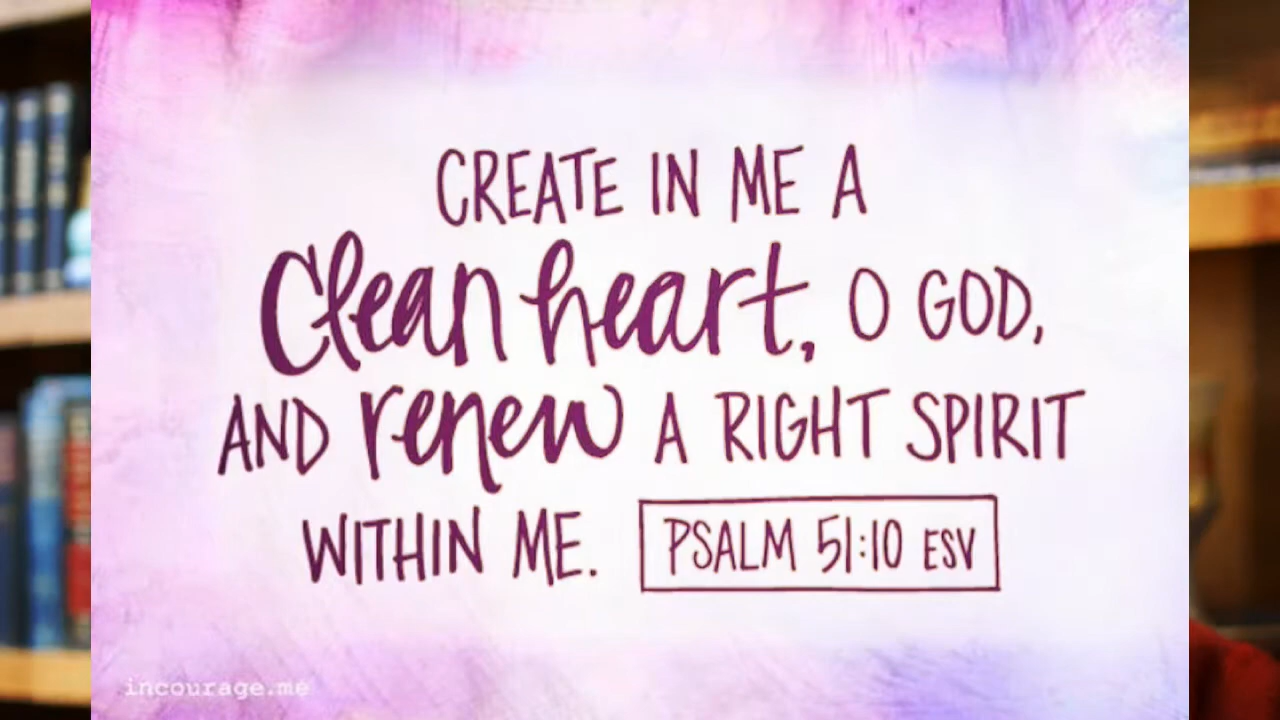 CREATE IN ME A
Clean heart, O GOD,
AND renew A RIGHT SPIRIT
WITHIN ME. PSALM 51:10 ESV
incourage.me